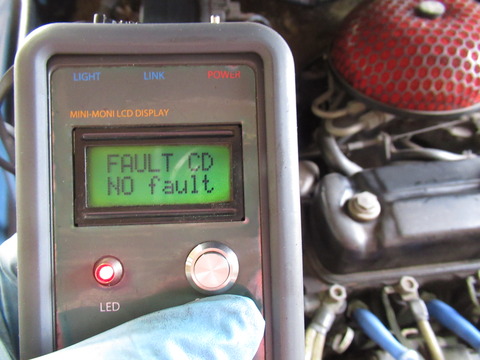 LIGHT LINK POWER
MINI-MONI LCD DISPLAY
FAULT CD
NO fault
LED